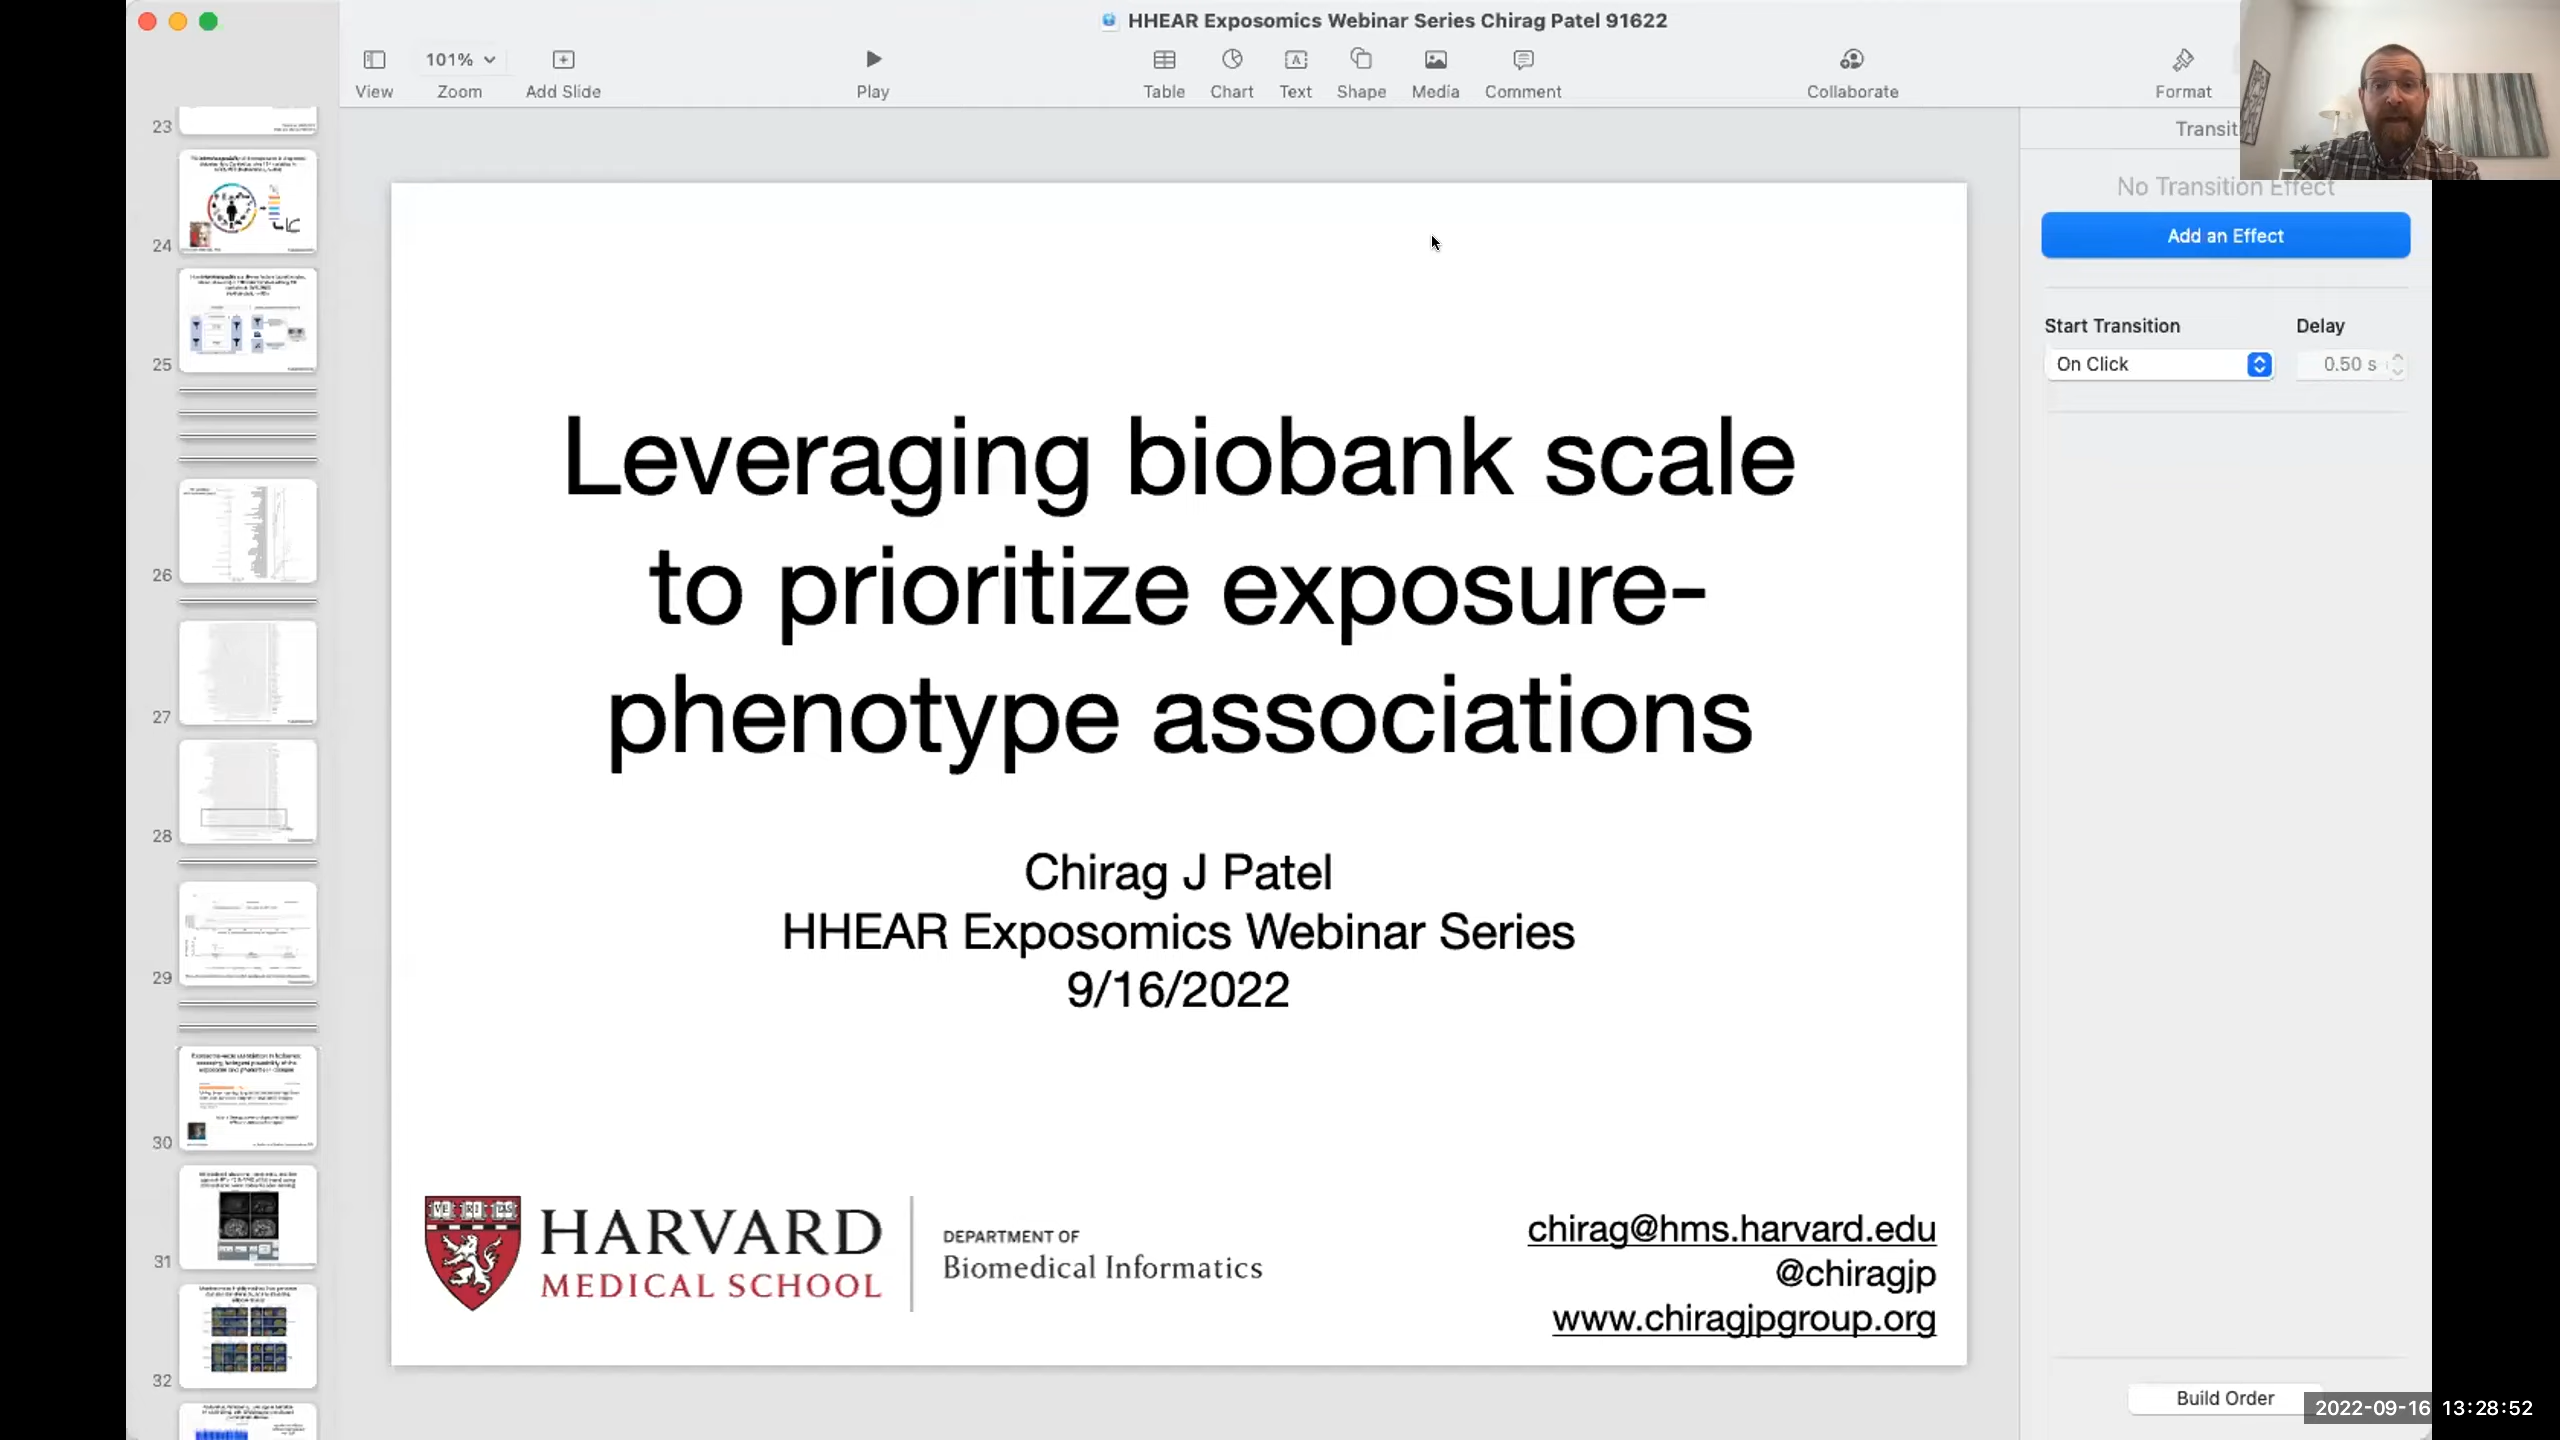 HHEAR Exposomics Webinar Series Chirag Patel 91622
101%
View
Zoom
Add Slide
Play
Table
Chart
Text
Shape
Media
Comment
Collaborate
Format
No Transition Effect
Add an Effect
Start Transition
Delay
On Click
0.50 s
23
24
25
26
27
28
29
30
31
32
Leveraging biobank scale
to prioritize exposure-
phenotype associations
Chirag J Patel
HHEAR Exposomics Webinar Series
9/16/2022
VE RI TAS
HARVARD
MEDICAL SCHOOL
DEPARTMENT OF
Biomedical Informatics
chirag@hms.harvard.edu
@chiragjp
www.chiragjpgroup.org
Build Order
2022-09-16 13:28:52